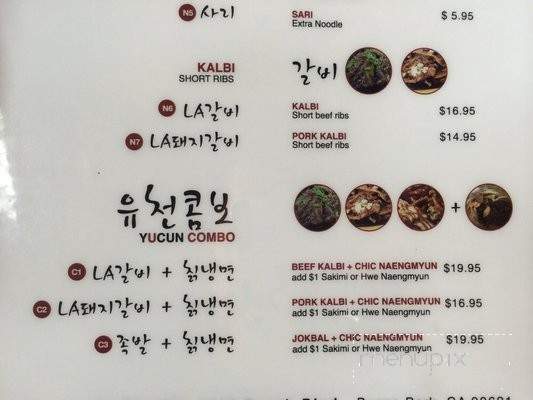 N5 사리 SARI $ 5.95
Extra Noodle
KALBI 갈비
SHORT RIBS
N6 LA갈비 KALBI $16.95
Short beef ribs
N7 LA돼지갈비 PORK KALBI $14.95
Short beef ribs
유천콤보 +
YUCUN COMBO
C1 LA갈비 + 칡냉면 BEEF KALBI + CHIC NAENGMYUN $19.95
add $1 Sakimi or Hwe Naengmyun
C2 LA돼지갈비 + 칡냉면 PORK KALBI + CHIC NAENGMYUN $16.95
add $1 Sakimi or Hwe Naengmyun
C3 족발 + 칡냉면 JOKBAL + CHIC NAENGMYUN $19.95
add $1 Sakimi or Hwe Naengmyun
menupix